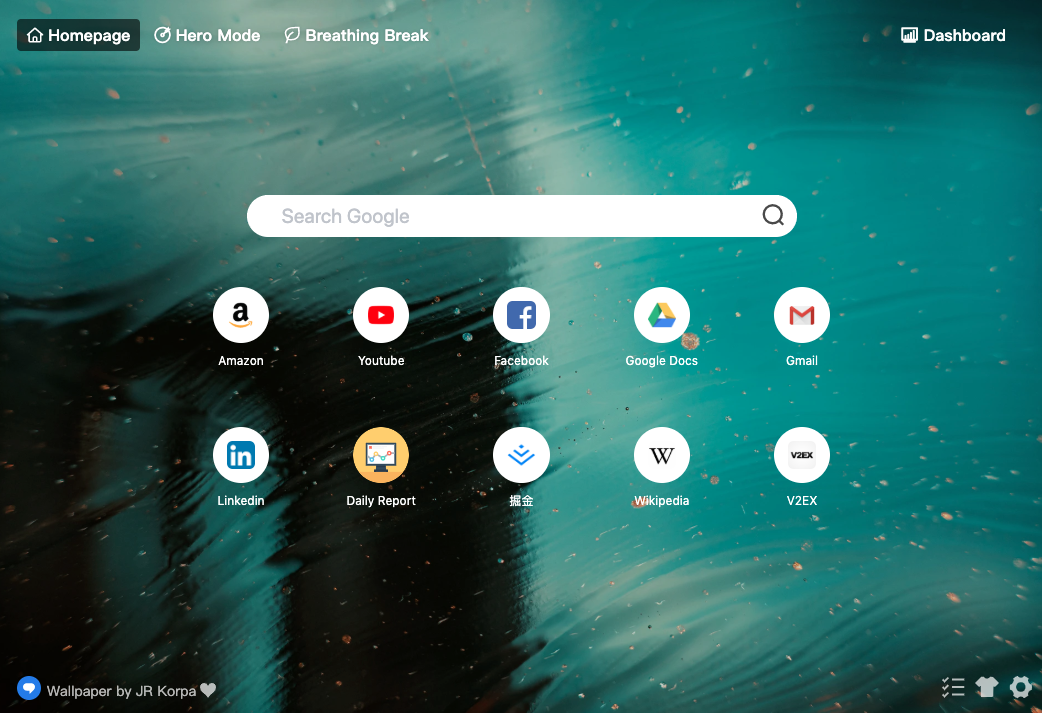 Homepage
Hero Mode
Breathing Break
Dashboard
Search Google
Amazon
Youtube
Facebook
Google Docs
Gmail
Linkedin
Daily Report
掘金
Wikipedia
V2EX
V2EX
Wallpaper by JR Korpa